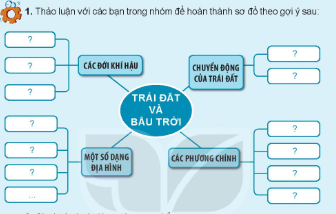 1. Thảo luận với các bạn trong nhóm để hoàn thành sơ đồ theo gợi ý sau:
?
?
?
CÁC ĐỚI KHÍ HẬU
CHUYỂN ĐỘNG
CỦA TRÁI ĐẤT
?
?
TRÁI ĐẤT
VÀ
BẦU TRỜI
?
?
?
...
MỘT SỐ DẠNG
ĐỊA HÌNH
CÁC PHƯƠNG CHÍNH
?
?
?
?